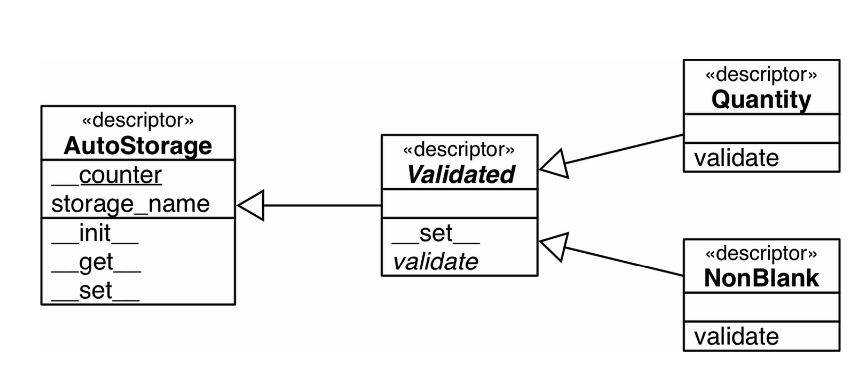 «descriptor»
AutoStorage
__counter
storage_name
__init__
__get__
__set__
«descriptor»
Validated
__set__
validate
«descriptor»
Quantity
validate
«descriptor»
NonBlank
validate